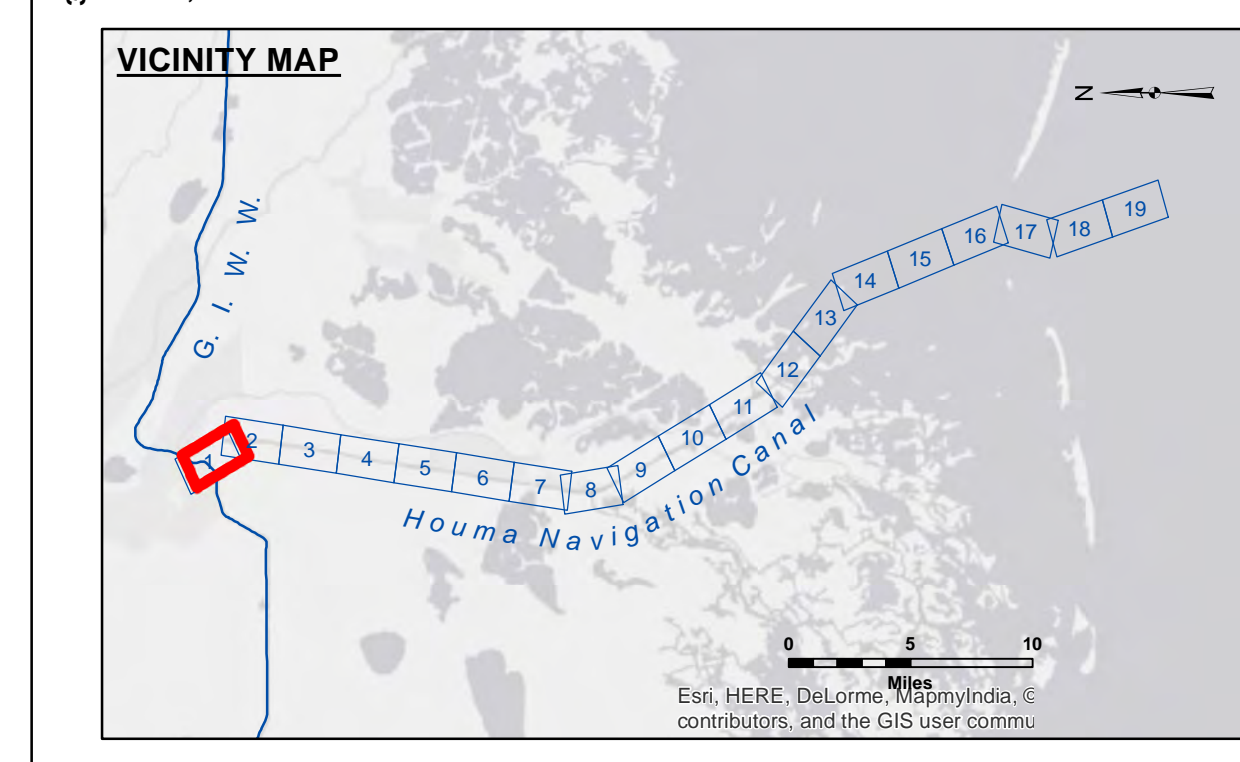 VICINITY MAP
N
G. I. W. W.
1
2
3
4
5
6
7
8
9
10
11
12
13
14
15
16
17
18
19
Houma Navigation Canal
0 5 10
Miles
Esri, HERE, DeLorme, MapmyIndia, ©
contributors, and the GIS user commu